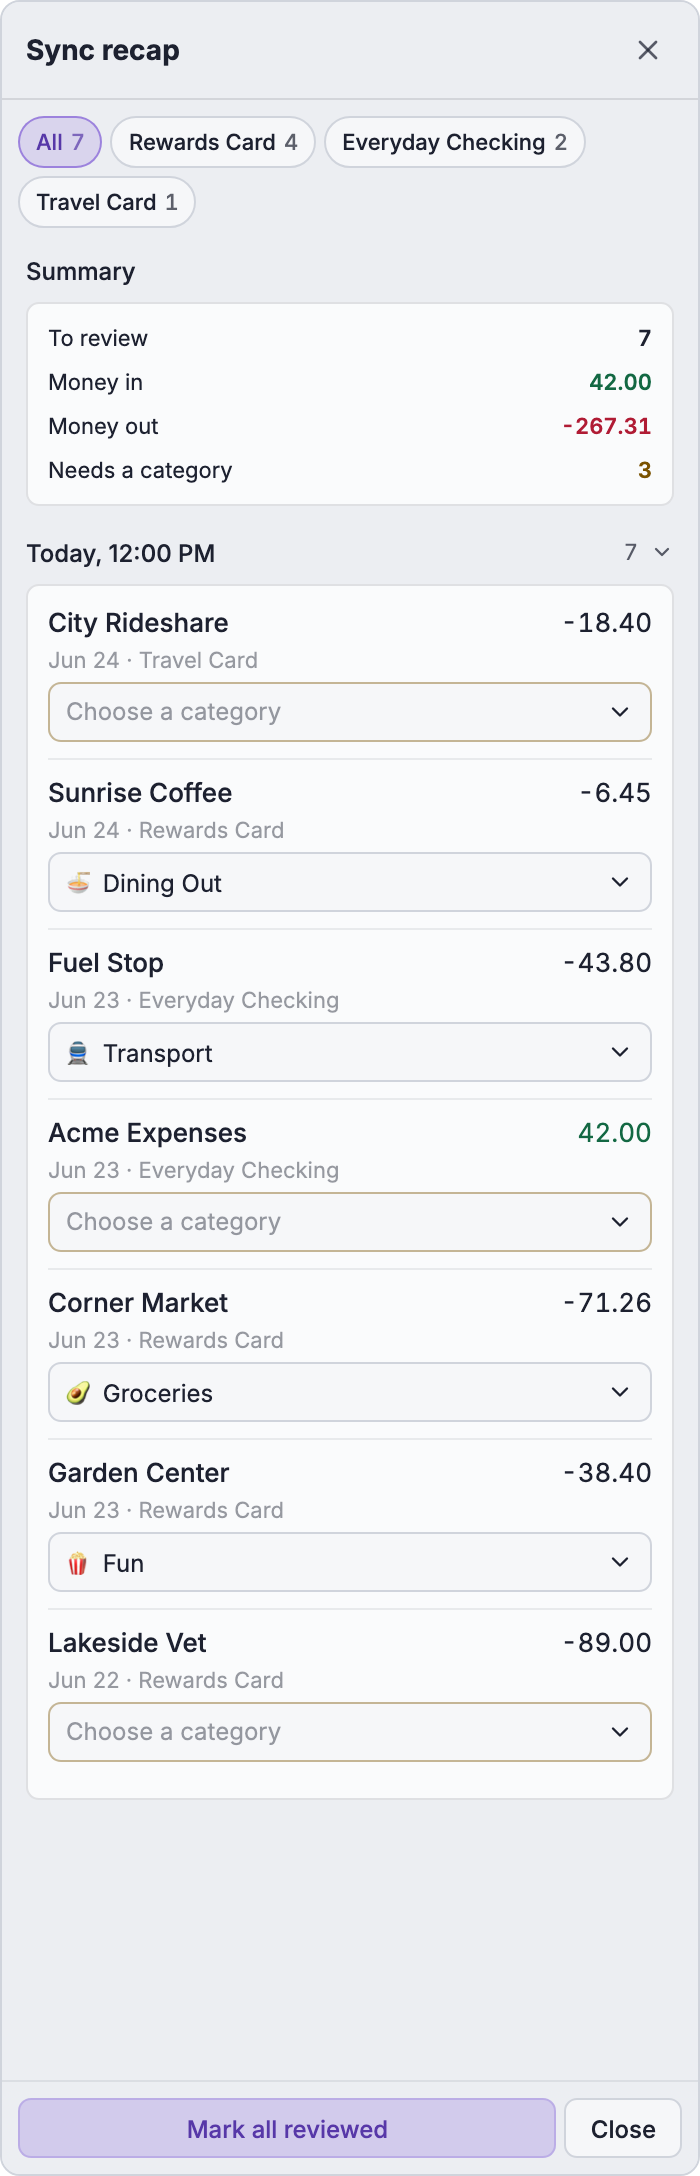 Sync recap
All 7 Rewards Card 4 Everyday Checking 2
Travel Card 1
Summary
To review 7
Money in 42.00
Money out -267.31
Needs a category 3
Today, 12:00 PM 7
City Rideshare -18.40
Jun 24 · Travel Card
Choose a category
Sunrise Coffee -6.45
Jun 24 · Rewards Card
Dining Out
Fuel Stop -43.80
Jun 23 · Everyday Checking
Transport
Acme Expenses 42.00
Jun 23 · Everyday Checking
Choose a category
Corner Market -71.26
Jun 23 · Rewards Card
Groceries
Garden Center -38.40
Jun 23 · Rewards Card
Fun
Lakeside Vet -89.00
Jun 22 · Rewards Card
Choose a category
Mark all reviewed Close